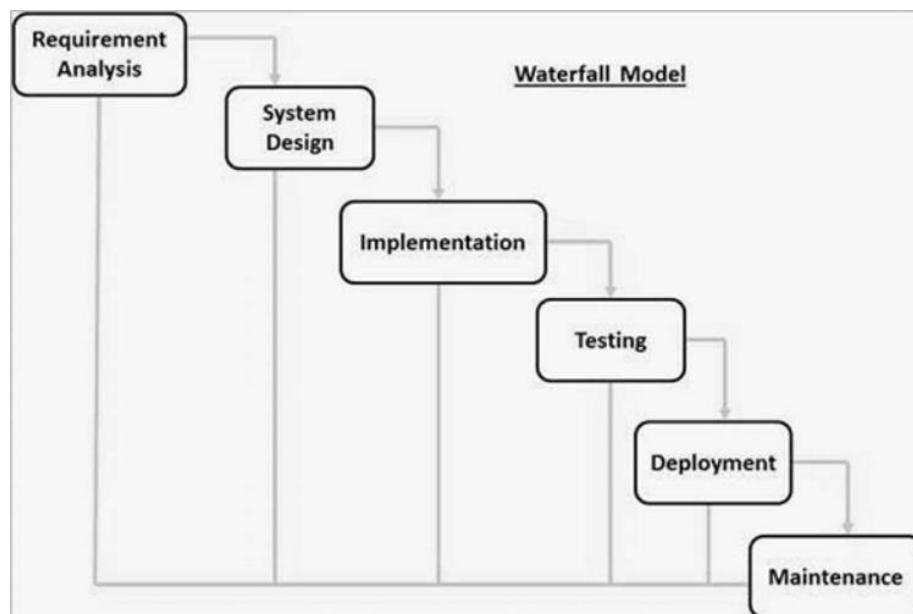 Requirement
Analysis
Waterfall Model
System
Design
Implementation
Testing
Deployment
Maintenance